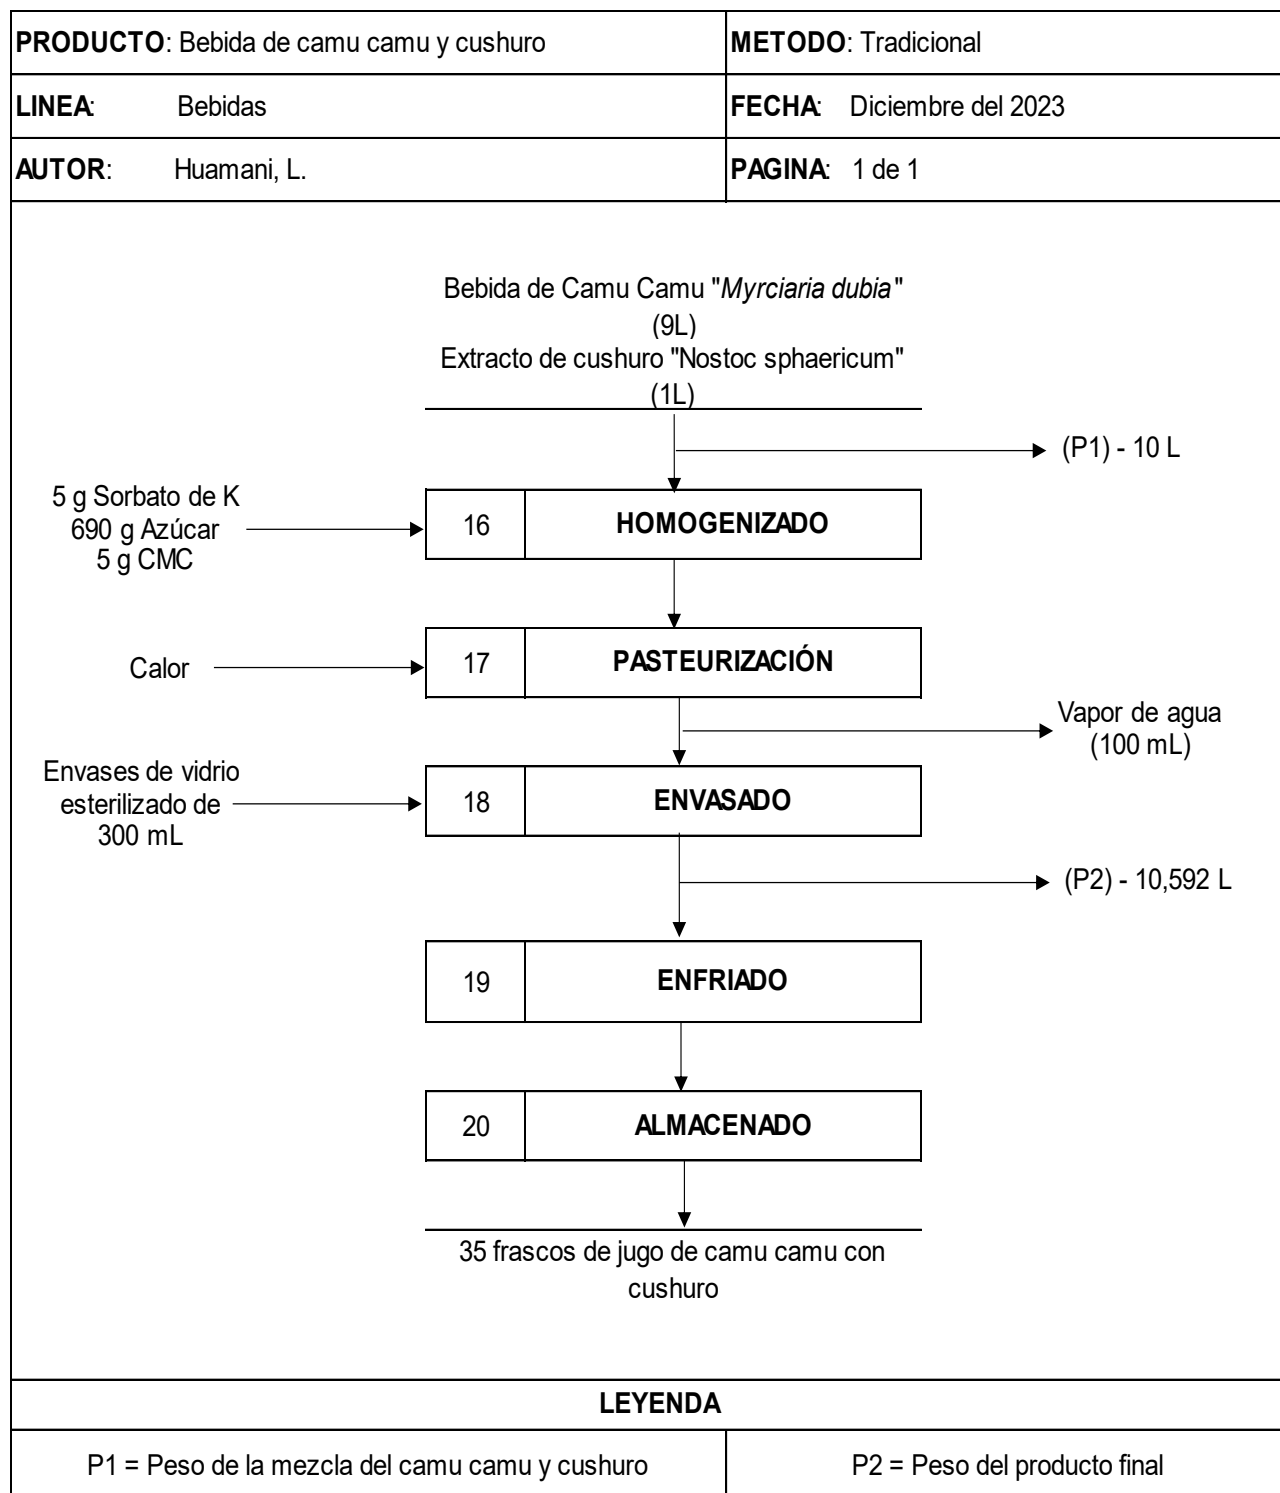 PRODUCTO: Bebida de camu camu y cushuro
METODO: Tradicional
LINEA: Bebidas
FECHA: Diciembre del 2023
AUTOR: Huamani, L.
PAGINA: 1 de 1
Bebida de Camu Camu "Myrciaria dubia"
(9L)
Extracto de cushuro "Nostoc sphaericum"
(1L)
(P1) - 10 L
5 g Sorbato de K
690 g Azúcar
5 g CMC
16
HOMOGENIZADO
Calor
17
PASTEURIZACIÓN
Vapor de agua
(100 mL)
Envases de vidrio
esterilizado de
300 mL
18
ENVASADO
(P2) - 10,592 L
19
ENFRIADO
20
ALMACENADO
35 frascos de jugo de camu camu con
cushuro
LEYENDA
P1 = Peso de la mezcla del camu camu y cushuro
P2 = Peso del producto final